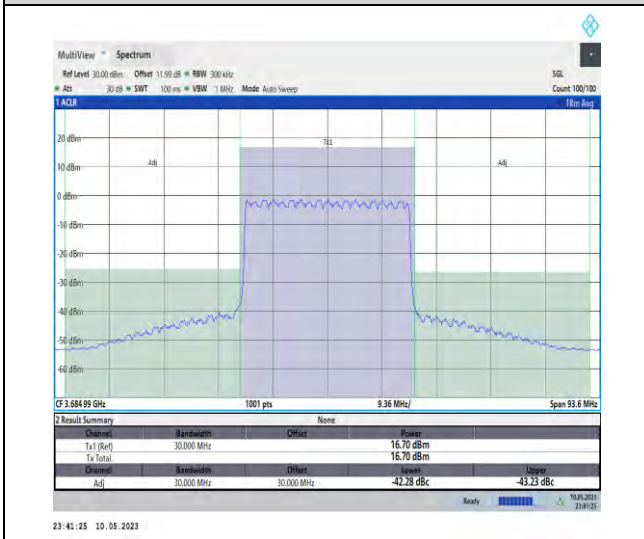 MultiView Spectrum
Ref Level 30.00 dBm Offset 11.99 dB RBW 300 kHz SGL
Att 30 dB SWT 100 ms VBW 1 MHz Mode Auto Sweep Count 100/100
1 ACLR 1Rm Avg
20 dBm
Tx1
Adj Adj
10 dBm
0 dBm
-10 dBm
-20 dBm
-30 dBm
-40 dBm
-50 dBm
-60 dBm
CF 3.68499 GHz 1001 pts 9.36 MHz/ Span 93.6 MHz
2 Result Summary None
Channel Bandwidth Offset Power
Tx1 (Ref) 30.000 MHz 16.70 dBm
Tx Total 16.70 dBm
Channel Bandwidth Offset Lower Upper
Adj 30.000 MHz 30.000 MHz -42.28 dBc -43.23 dBc
Ready 10.05.2023
23:41:25
23:41:25 10.05.2023